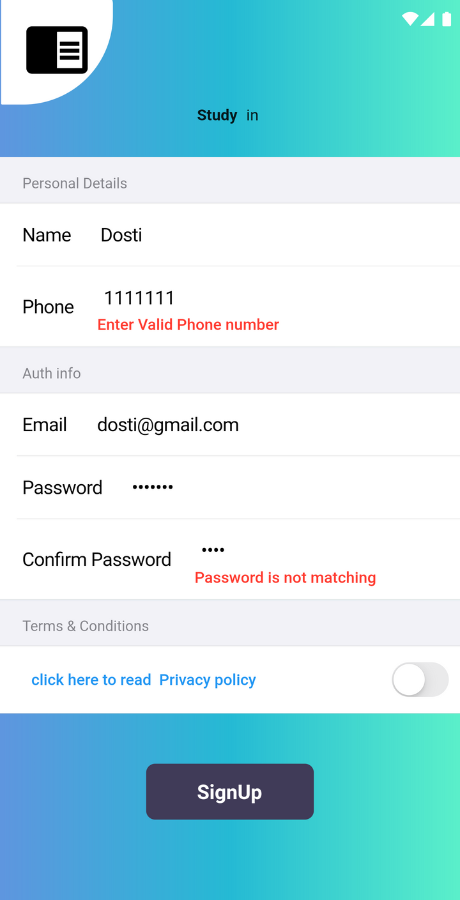 Study in
Personal Details
Name Dosti
Phone 1111111
Enter Valid Phone number
Auth info
Email dosti@gmail.com
Password •••••••
Confirm Password ••••
Password is not matching
Terms & Conditions
click here to read Privacy policy
SignUp